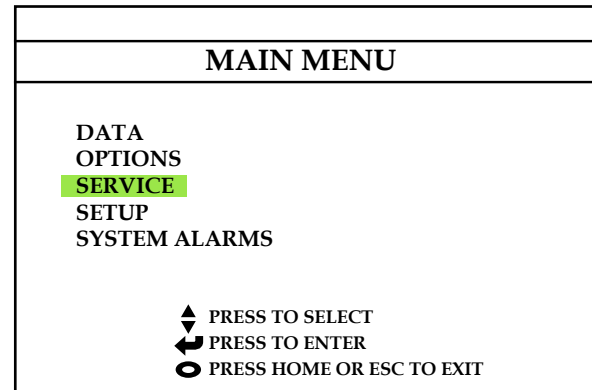 MAIN MENU
DATA
OPTIONS
SERVICE
SETUP
SYSTEM ALARMS
PRESS TO SELECT
PRESS TO ENTER
PRESS HOME OR ESC TO EXIT